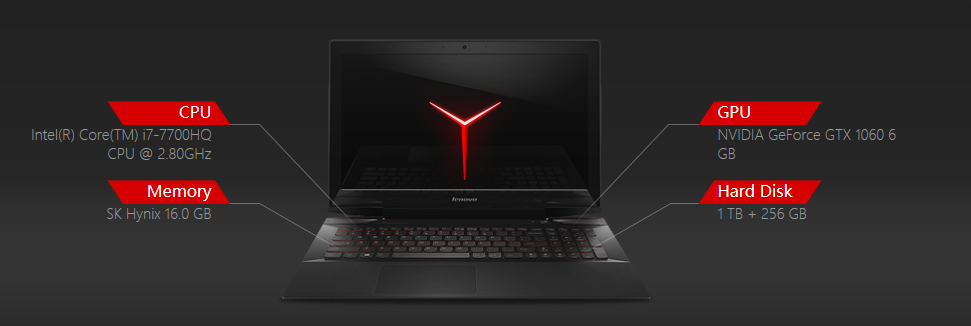 CPU
Intel(R) Core(TM) i7-7700HQ
CPU @ 2.80GHz
Memory
SK Hynix 16.0 GB
GPU
NVIDIA GeForce GTX 1060 6
GB
Hard Disk
1 TB + 256 GB
lenovo